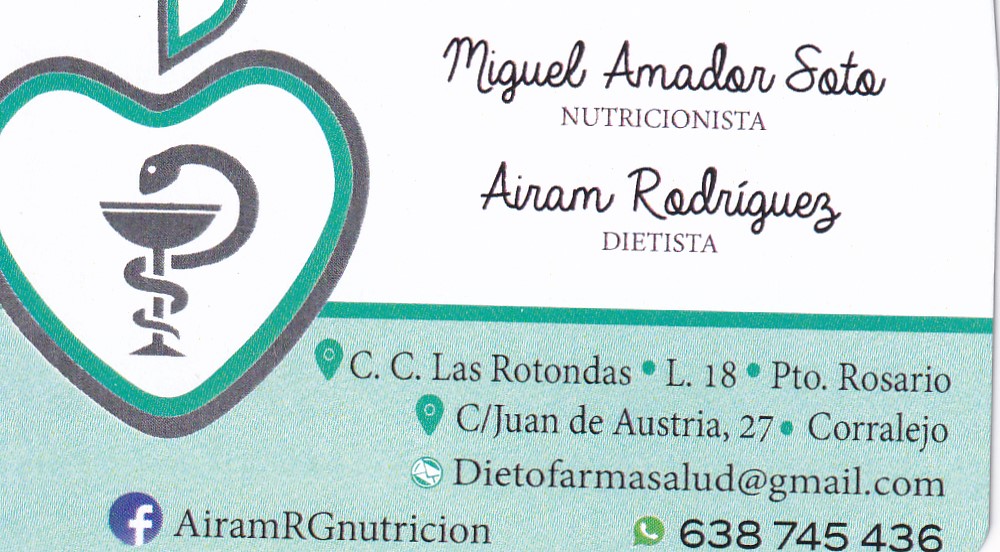 Miguel Amador Soto
NUTRICIONISTA
Airam Rodríguez
DIETISTA
C. C. Las Rotondas • L. 18 • Pto. Rosario
C/Juan de Austria, 27 • Corralejo
Dietofarmasalud@gmail.com
AiramRGnutricion
638 745 436